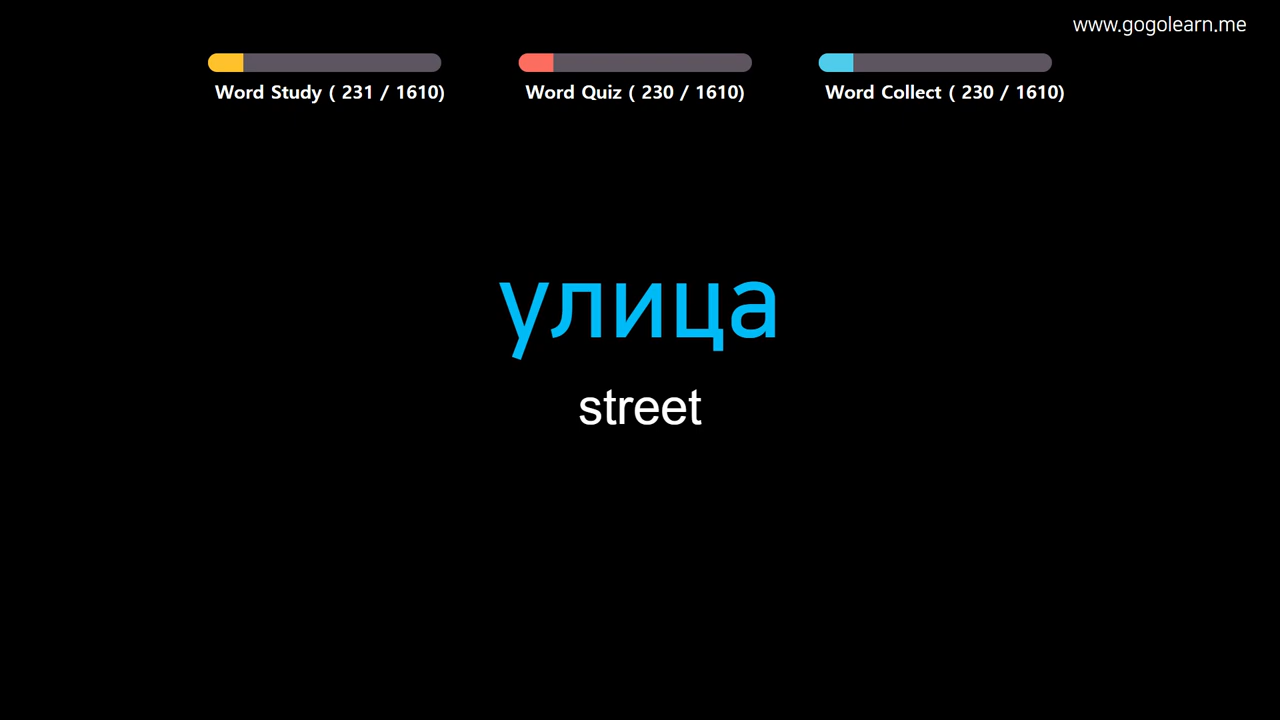 www.gogolearn.me
Word Study ( 231 / 1610)
Word Quiz ( 230 / 1610)
Word Collect ( 230 / 1610)
улица
street